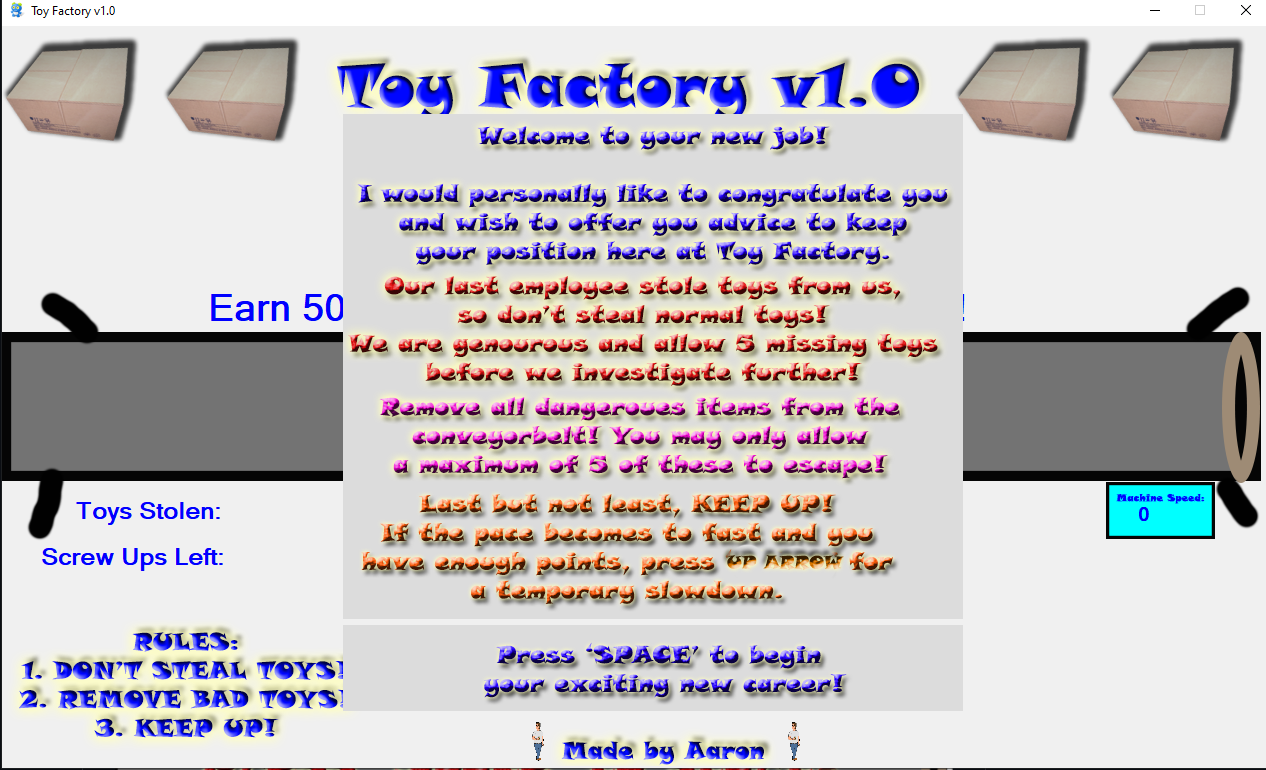 Toy Factory v1.0
Toy Factory v1.0
Welcome to your new job!
I would personally like to congratulate you
and wish to offer you advice to keep
your position here at Toy Factory.
Our last employee stole toys from us,
so don't steal normal toys!
We are genourous and allow 5 missing toys
before we investigate further!
Earn 50
!
Remove all dangeroues items from the
conveyorbelt! You may only allow
a maximum of 5 of these to escape!
Last but not least, KEEP UP!
If the pace becomes to fast and you
have enough points, press 'UP ARROW' for
a temporary slowdown.
Machine Speed:
0
Toys Stolen:
Screw Ups Left:
RULES:
1. DON'T STEAL TOYS!
2. REMOVE BAD TOYS!
3. KEEP UP!
Press 'SPACE' to begin
your exciting new career!
Made by Aaron